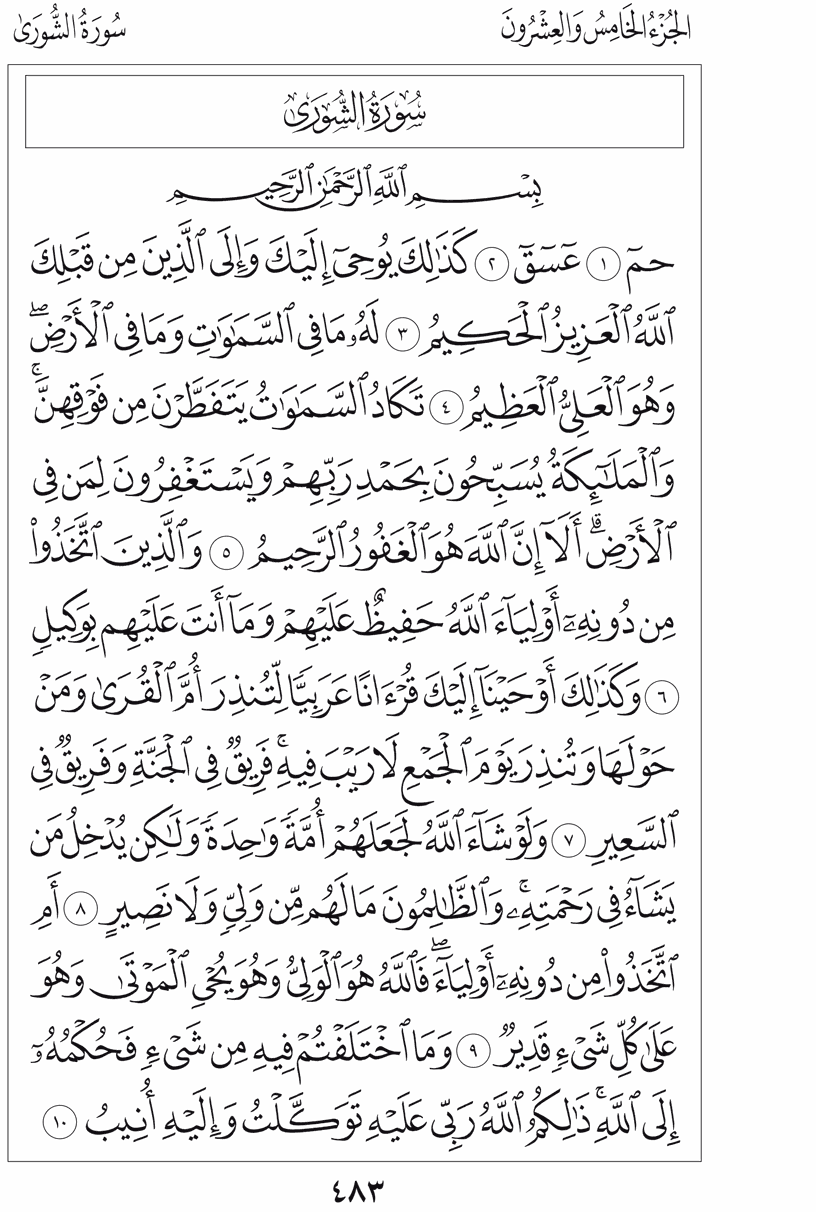 الجُزْءُ الخَامِسُ وَالعِشْرُونَ
سُورَةُ الشُّورَىٰ
سُورَةُ الشُّورَىٰ
بِسْمِ ٱللَّهِ ٱلرَّحْمَٰنِ ٱلرَّحِيمِ
حمٓ ١ عٓسٓقٓ ٢ كَذَٰلِكَ يُوحِىٓ إِلَيْكَ وَإِلَى ٱلَّذِينَ مِن قَبْلِكَ
ٱللَّهُ ٱلْعَزِيزُ ٱلْحَكِيمُ ٣ لَهُۥ مَا فِى ٱلسَّمَٰوَٰتِ وَمَا فِى ٱلْأَرْضِۖ
وَهُوَ ٱلْعَلِىُّ ٱلْعَظِيمُ ٤ تَكَادُ ٱلسَّمَٰوَٰتُ يَتَفَطَّرْنَ مِن فَوْقِهِنَّۚ
وَٱلْمَلَٰٓئِكَةُ يُسَبِّحُونَ بِحَمْدِ رَبِّهِمْ وَيَسْتَغْفِرُونَ لِمَن فِى
ٱلْأَرْضِۗ أَلَآ إِنَّ ٱللَّهَ هُوَ ٱلْغَفُورُ ٱلرَّحِيمُ ٥ وَٱلَّذِينَ ٱتَّخَذُوا۟
مِن دُونِهِۦٓ أَوْلِيَآءَ ٱللَّهُ حَفِيظٌ عَلَيْهِمْ وَمَآ أَنتَ عَلَيْهِم بِوَكِيلٍ
٦ وَكَذَٰلِكَ أَوْحَيْنَآ إِلَيْكَ قُرْءَانًا عَرَبِيًّا لِّتُنذِرَ أُمَّ ٱلْقُرَىٰ وَمَنْ
حَوْلَهَا وَتُنذِرَ يَوْمَ ٱلْجَمْعِ لَا رَيْبَ فِيهِۚ فَرِيقٌ فِى ٱلْجَنَّةِ وَفَرِيقٌ فِى
ٱلسَّعِيرِ ٧ وَلَوْ شَآءَ ٱللَّهُ لَجَعَلَهُمْ أُمَّةً وَٰحِدَةً وَلَٰكِن يُدْخِلُ مَن
يَشَآءُ فِى رَحْمَتِهِۦۚ وَٱلظَّٰلِمُونَ مَا لَهُم مِّن وَلِىٍّ وَلَا نَصِيرٍ ٨ أَمِ
ٱتَّخَذُوا۟ مِن دُونِهِۦٓ أَوْلِيَآءَۖ فَٱللَّهُ هُوَ ٱلْوَلِىُّ وَهُوَ يُحْىِ ٱلْمَوْتَىٰ وَهُوَ
عَلَىٰ كُلِّ شَىْءٍ قَدِيرٌ ٩ وَمَا ٱخْتَلَفْتُمْ فِيهِ مِن شَىْءٍ فَحُكْمُهُۥٓ
إِلَى ٱللَّهِۚ ذَٰلِكُمُ ٱللَّهُ رَبِّى عَلَيْهِ تَوَكَّلْتُ وَإِلَيْهِ أُنِيبُ ١٠
٤٨٣